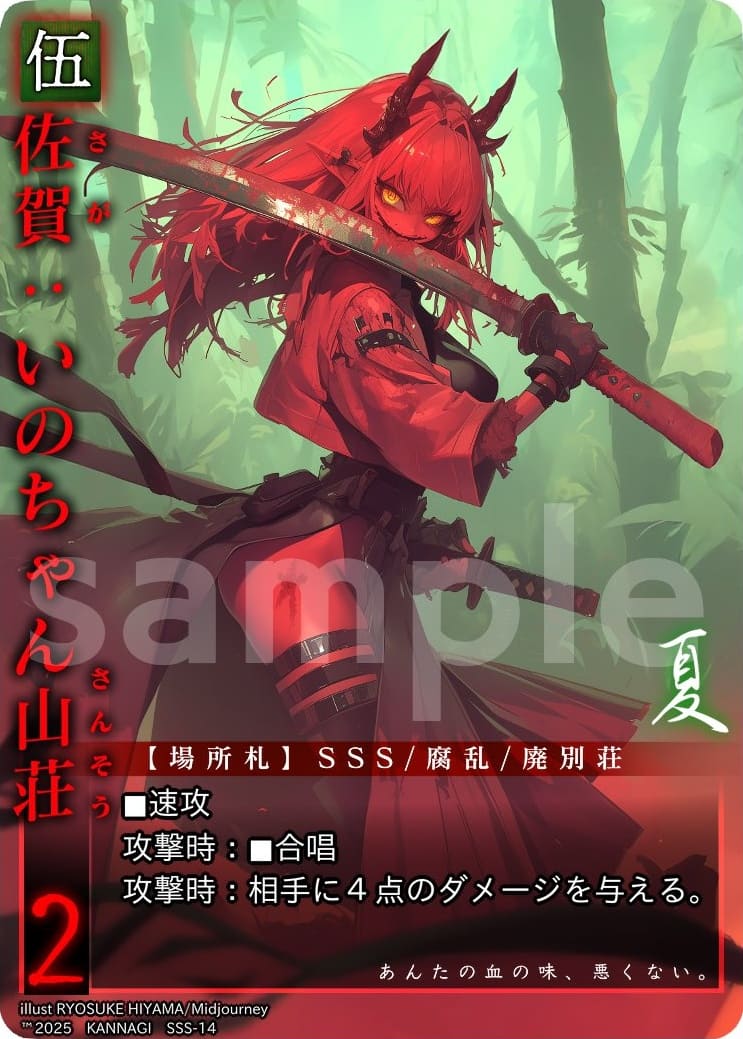 伍
佐賀:いのちゃん山荘
さが
さんそう
sample
夏
【場所札】SSS/腐乱/廃別荘
■速攻
攻撃時：■合唱
攻撃時：相手に４点のダメージを与える。
2
あんたの血の味、悪くない。
illust RYOSUKE HIYAMA/Midjourney
™2025 KANNAGI SSS-14